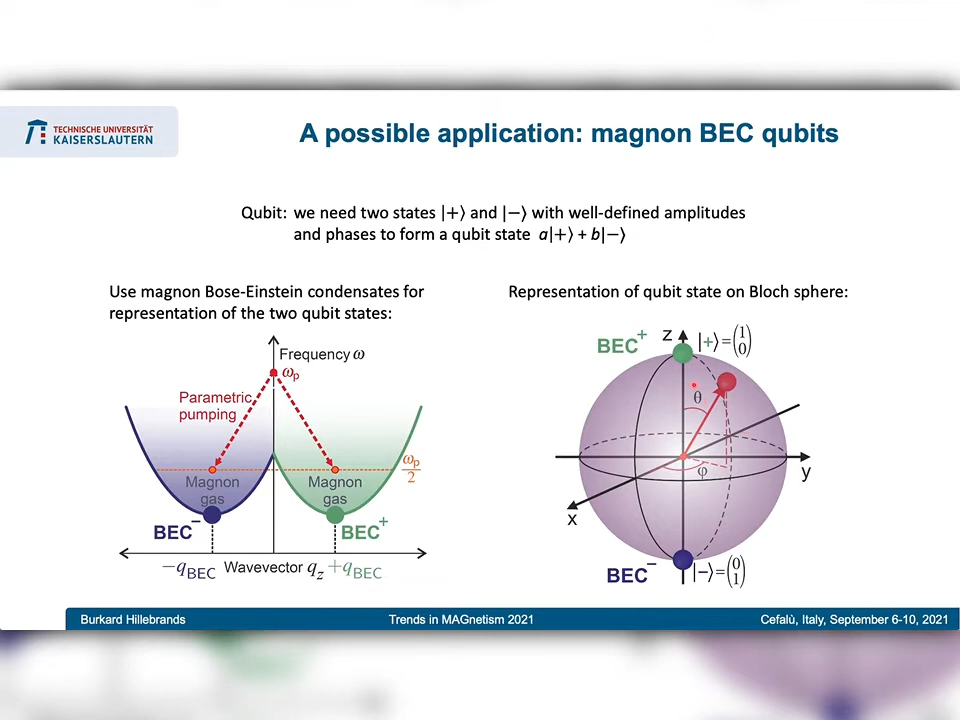 TECHNISCHE UNIVERSITÄT
KAISERSLAUTERN
A possible application: magnon BEC qubits
Qubit: we need two states |+⟩ and |−⟩ with well-defined amplitudes
and phases to form a qubit state a|+⟩ + b|−⟩
Use magnon Bose-Einstein condensates for
representation of the two qubit states:
Frequency ω
ωp
Parametric
pumping
ωp/2
Magnon
gas
Magnon
gas
BEC−
BEC+
−qBEC
Wavevector qz
+qBEC
Representation of qubit state on Bloch sphere:
BEC+
z
|+⟩=(1 0)
θ
φ
y
x
BEC−
|−⟩=(0 1)
Burkard Hillebrands
Trends in MAGnetism 2021
Cefalù, Italy, September 6-10, 2021